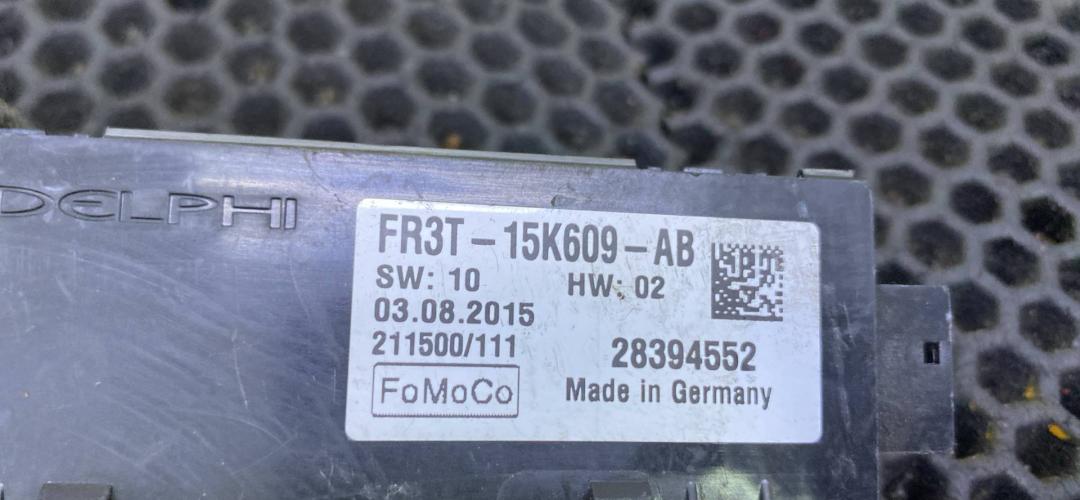 DELPHI
FR3T-15K609-AB
SW: 10 HW: 02
03.08.2015
211500/111
28394552
FoMoCo
Made in Germany